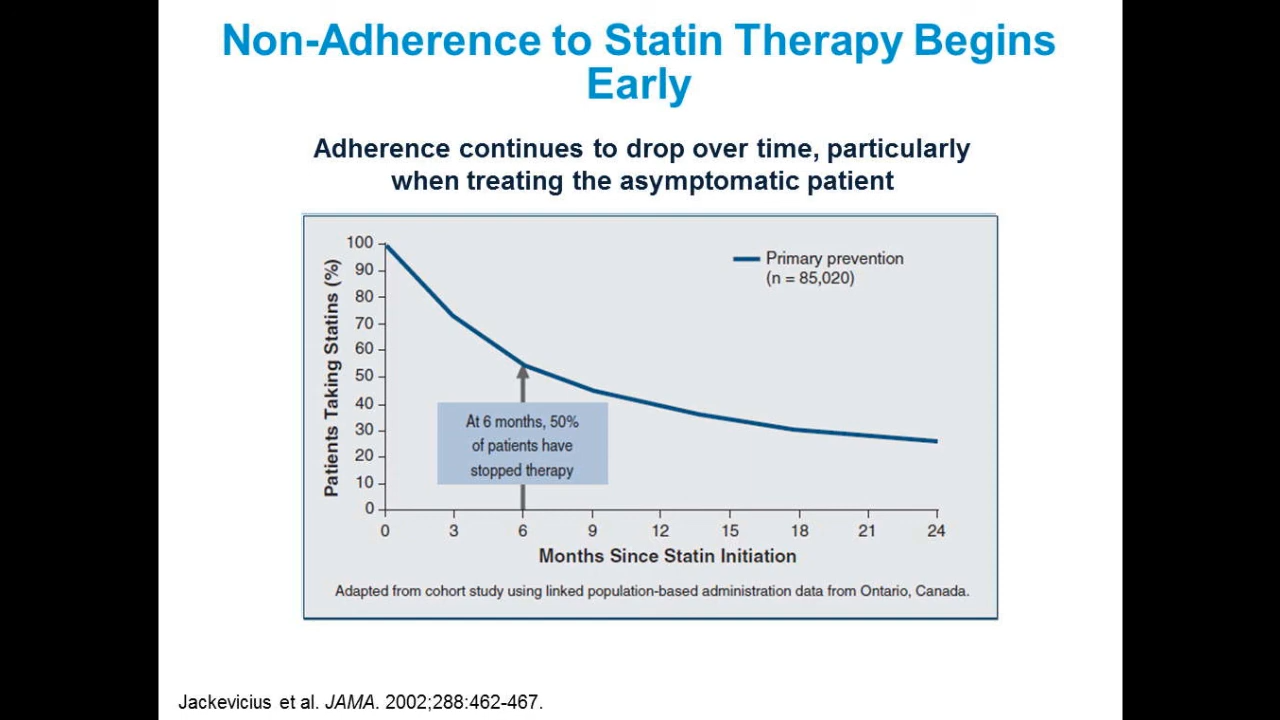 Non-Adherence to Statin Therapy Begins
Early
Adherence continues to drop over time, particularly
when treating the asymptomatic patient
Patients Taking Statins (%)
100
90
80
70
60
50
40
30
20
10
0
Primary prevention
(n = 85,020)
At 6 months, 50%
of patients have
stopped therapy
0 3 6 9 12 15 18 21 24
Months Since Statin Initiation
Adapted from cohort study using linked population-based administration data from Ontario, Canada.
Jackevicius et al. JAMA. 2002;288:462-467.